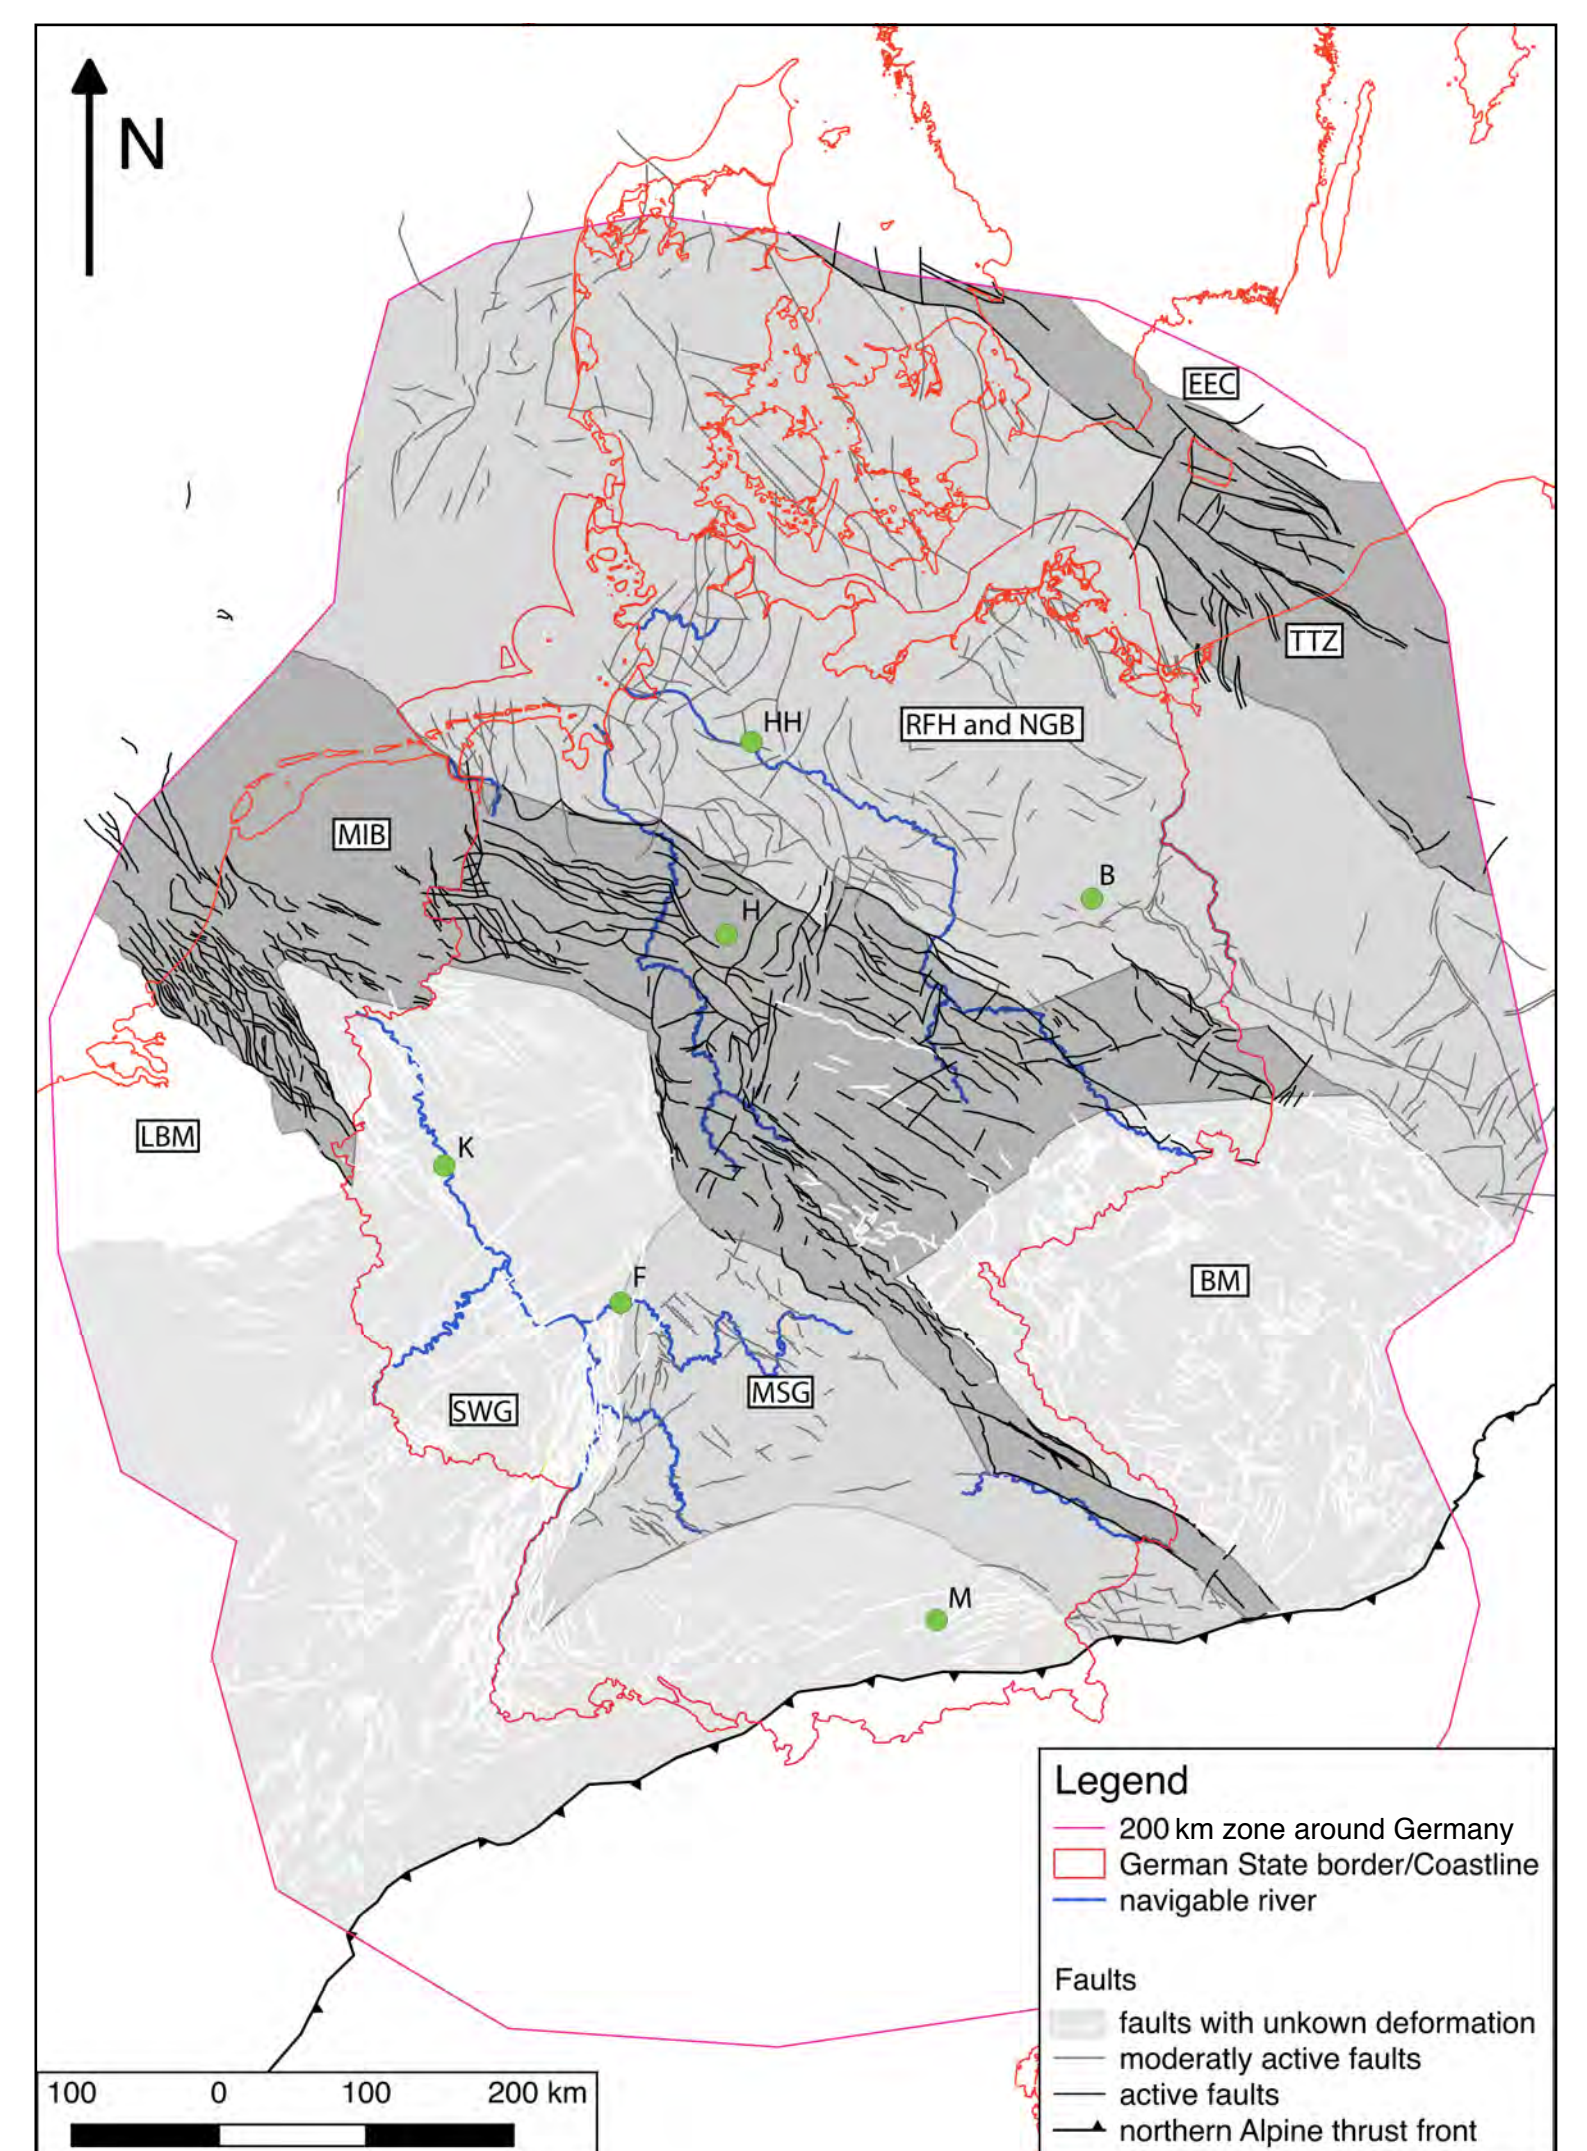 N
EEC
TTZ
HH
RFH and NGB
MIB
B
H
LBM
K
BM
F
MSG
SWG
M
Legend
200 km zone around Germany
German State border/Coastline
navigable river
Faults
faults with unkown deformation
moderatly active faults
active faults
northern Alpine thrust front
100 0 100 200 km